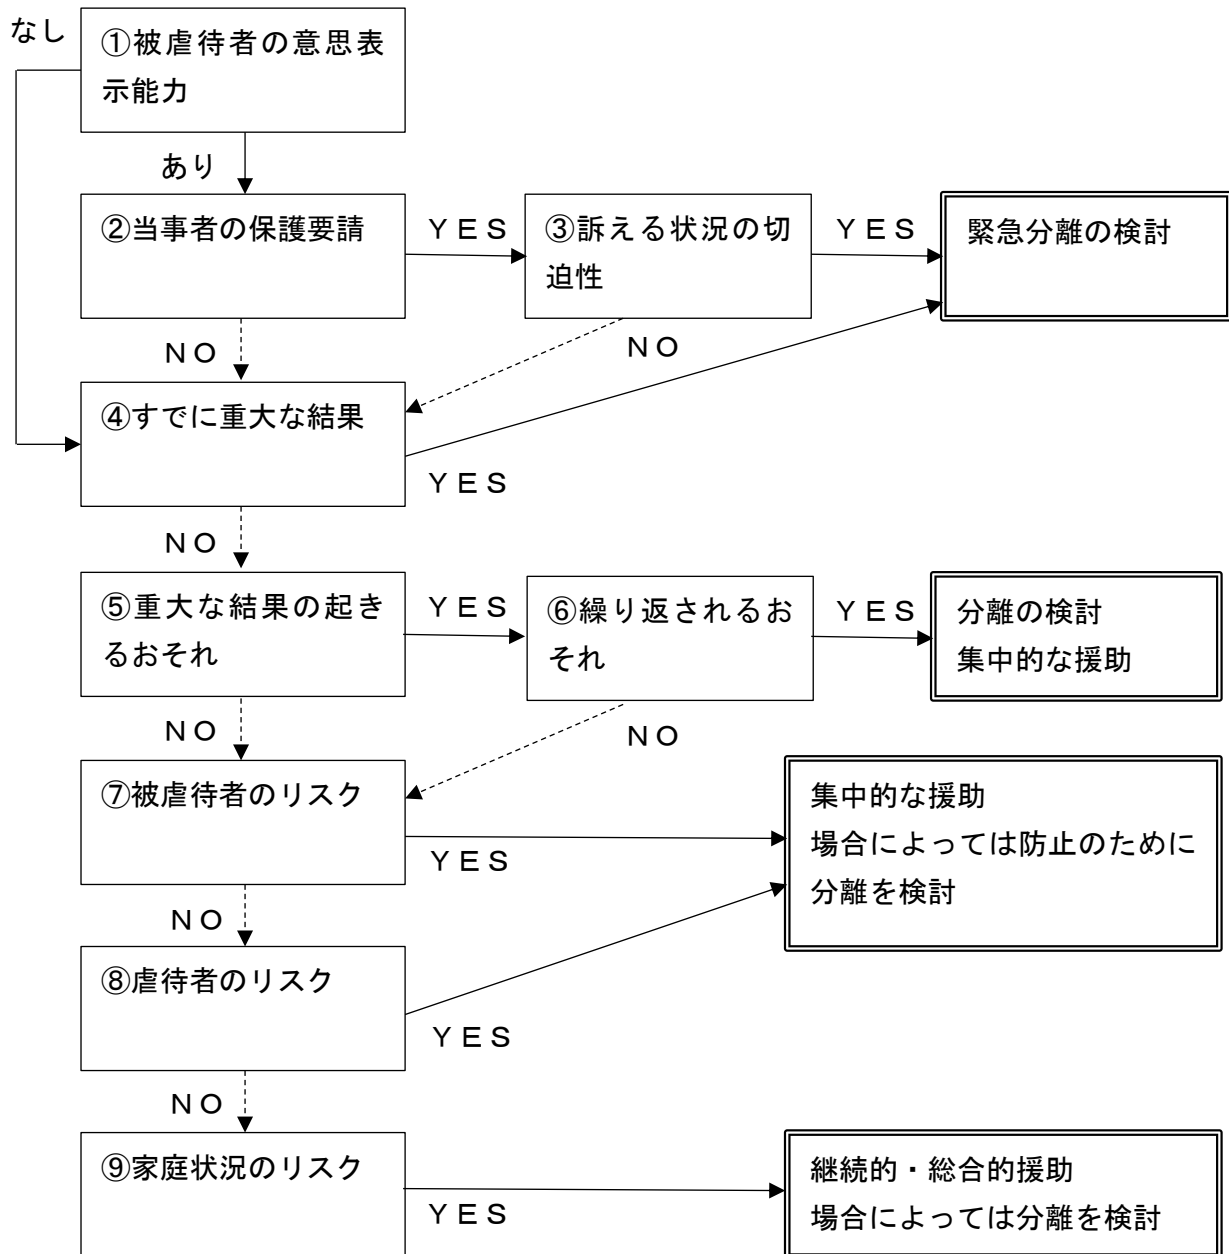 なし
①被虐待者の意思表
示能力
あり
②当事者の保護要請
ＹＥＳ
③訴える状況の切
迫性
ＹＥＳ
緊急分離の検討
ＮＯ
ＮＯ
④すでに重大な結果
ＹＥＳ
ＮＯ
⑤重大な結果の起き
るおそれ
ＹＥＳ
⑥繰り返されるお
それ
ＹＥＳ
分離の検討
集中的な援助
ＮＯ
ＮＯ
⑦被虐待者のリスク
ＹＥＳ
集中的な援助
場合によっては防止のために
分離を検討
ＮＯ
⑧虐待者のリスク
ＹＥＳ
ＮＯ
⑨家庭状況のリスク
ＹＥＳ
継続的・総合的援助
場合によっては分離を検討